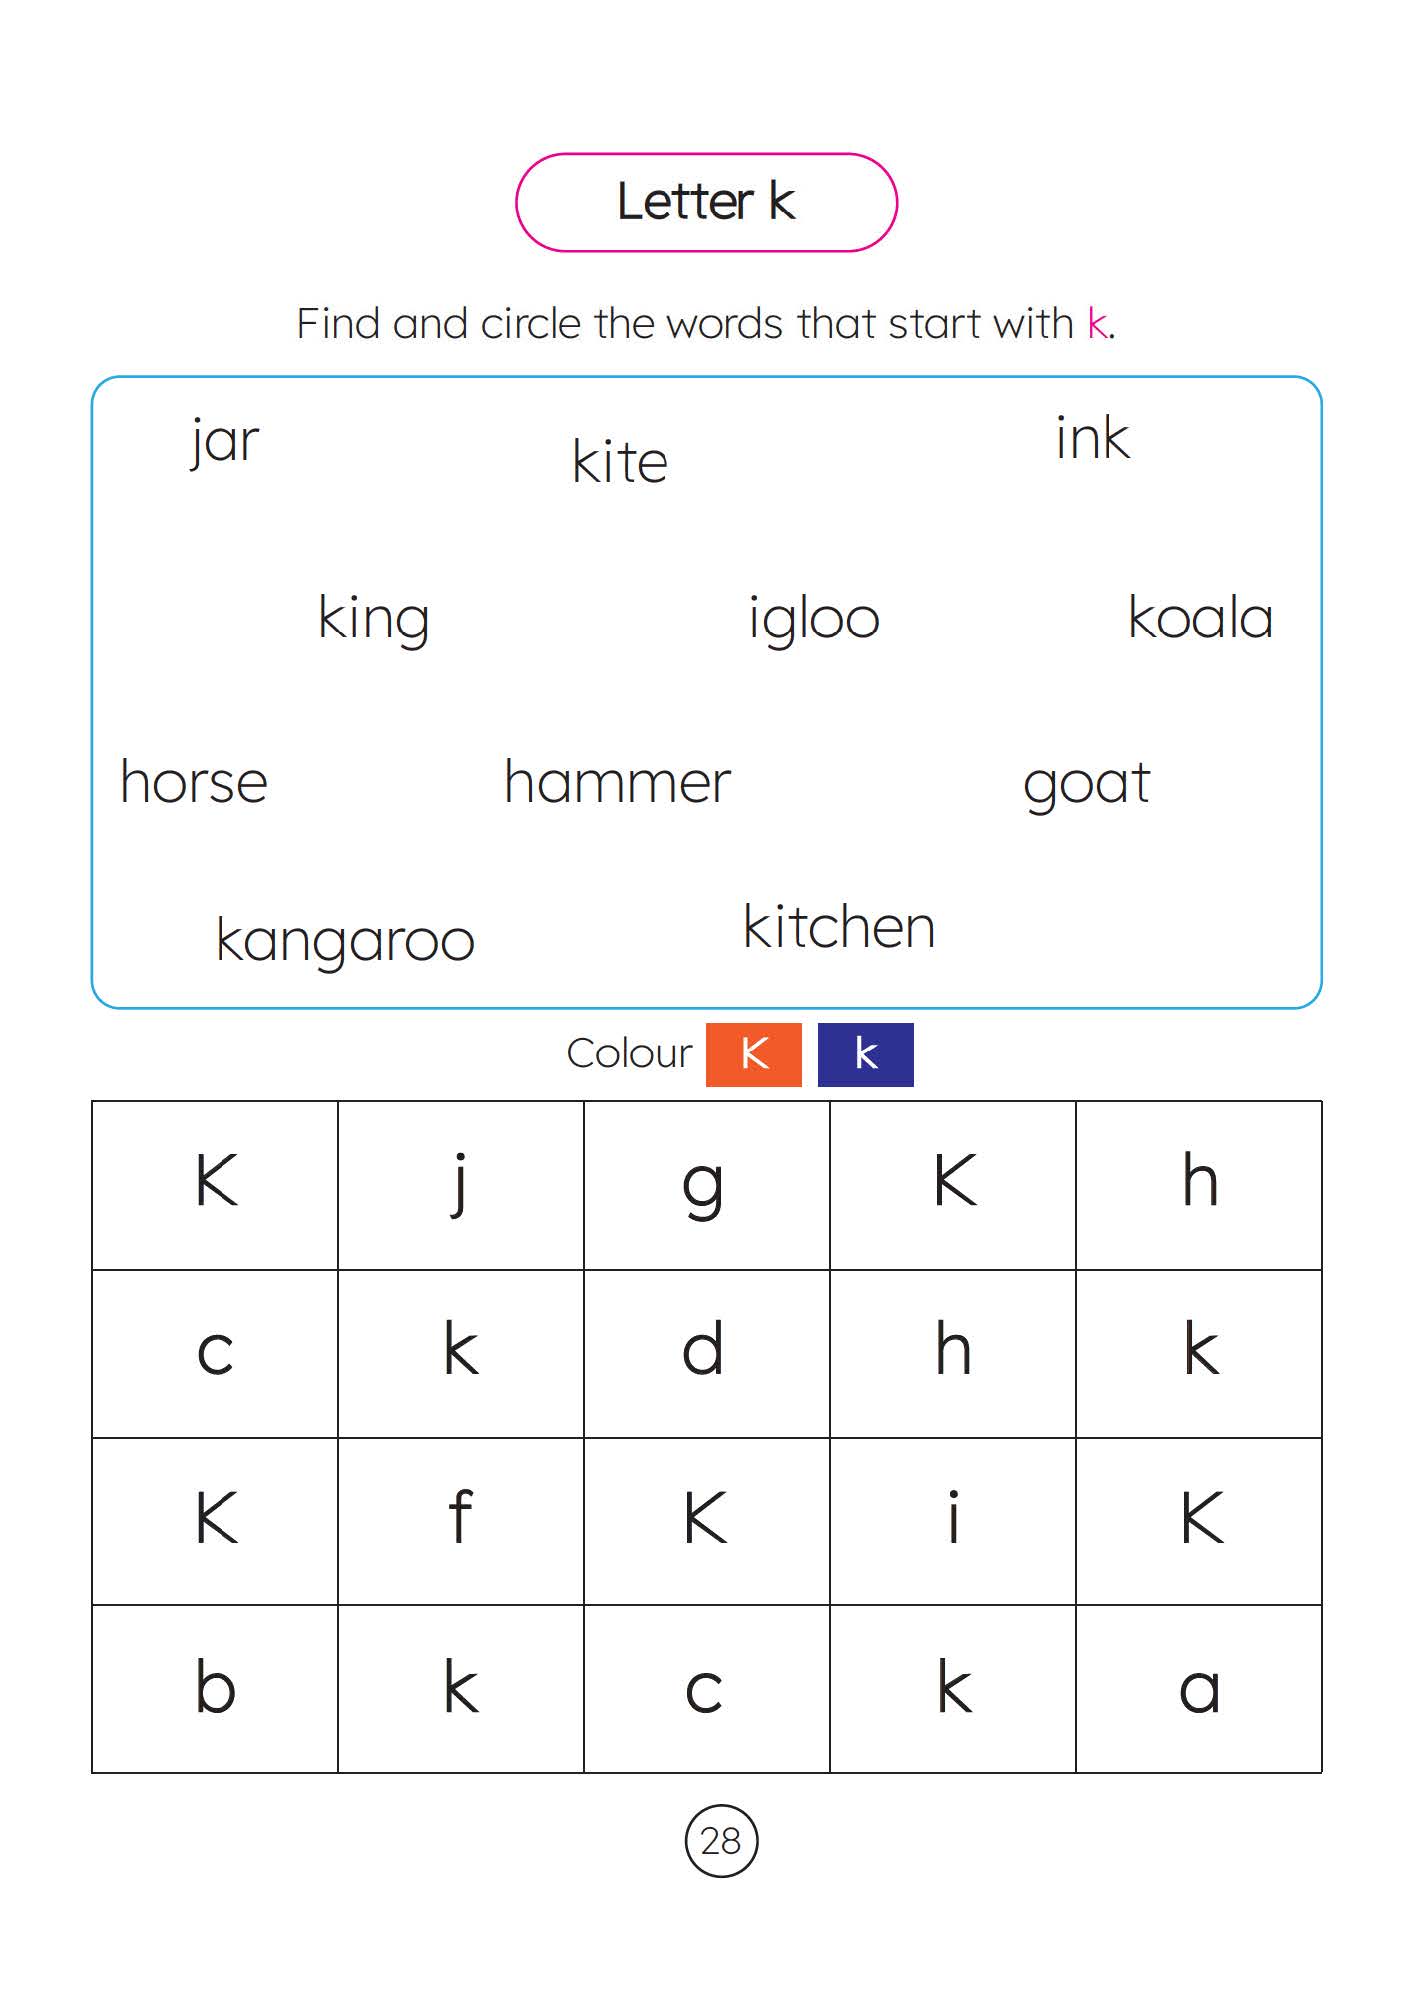 Letter k
Find and circle the words that start with k.
jar kite ink
king igloo koala
horse hammer goat
kangaroo kitchen
Colour K k
K j g K h
c k d h k
K f K i K
b k c k a
28